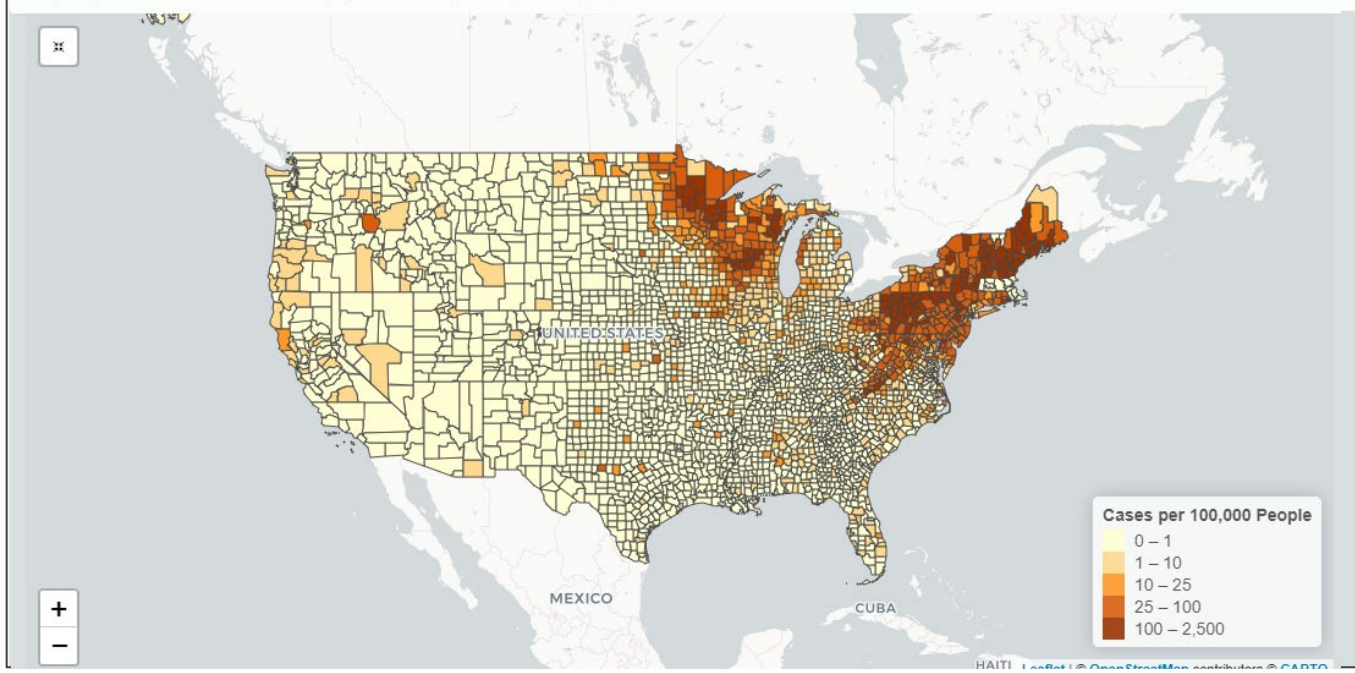 UNITED STATES
MEXICO
CUBA
HAITI
Cases per 100,000 People
0 – 1
1 – 10
10 – 25
25 – 100
100 – 2,500
+
−
Leaflet | © OpenStreetMap contributors © CARTO